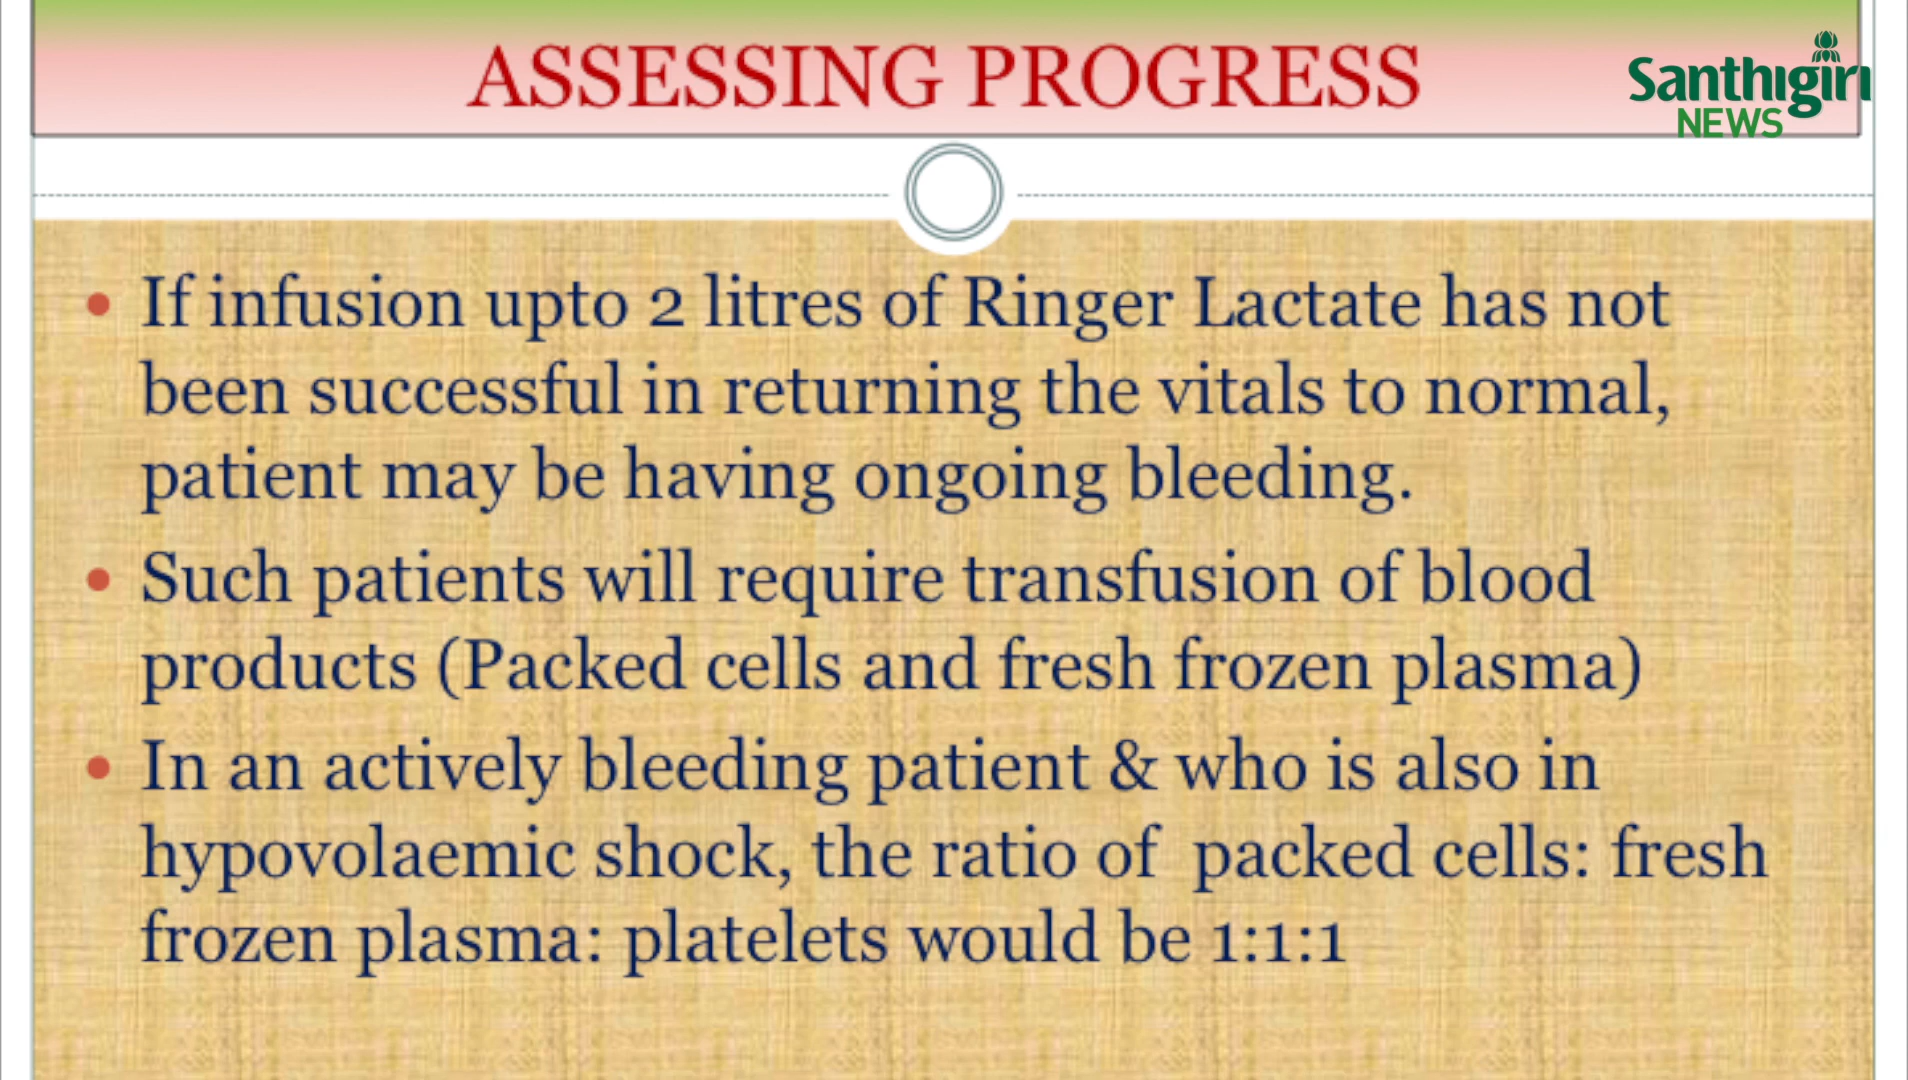 ASSESSING PROGRESS
Santhigiri
NEWS
• If infusion upto 2 litres of Ringer Lactate has not
been successful in returning the vitals to normal,
patient may be having ongoing bleeding.
• Such patients will require transfusion of blood
products (Packed cells and fresh frozen plasma)
• In an actively bleeding patient & who is also in
hypovolaemic shock, the ratio of packed cells: fresh
frozen plasma: platelets would be 1:1:1